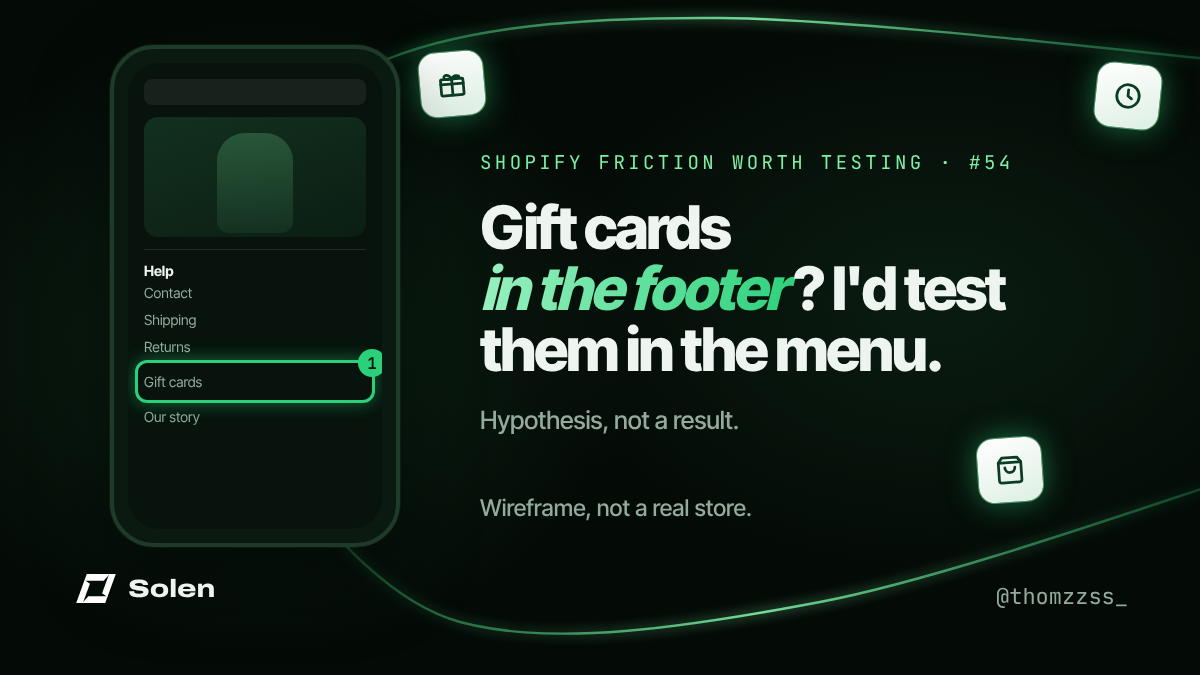 Help
Contact
Shipping
Returns
1
Gift cards
Our story
SHOPIFY FRICTION WORTH TESTING · #54
Gift cards
in the footer? I'd test
them in the menu.
Hypothesis, not a result.
Wireframe, not a real store.
Solen
@thomzzss_